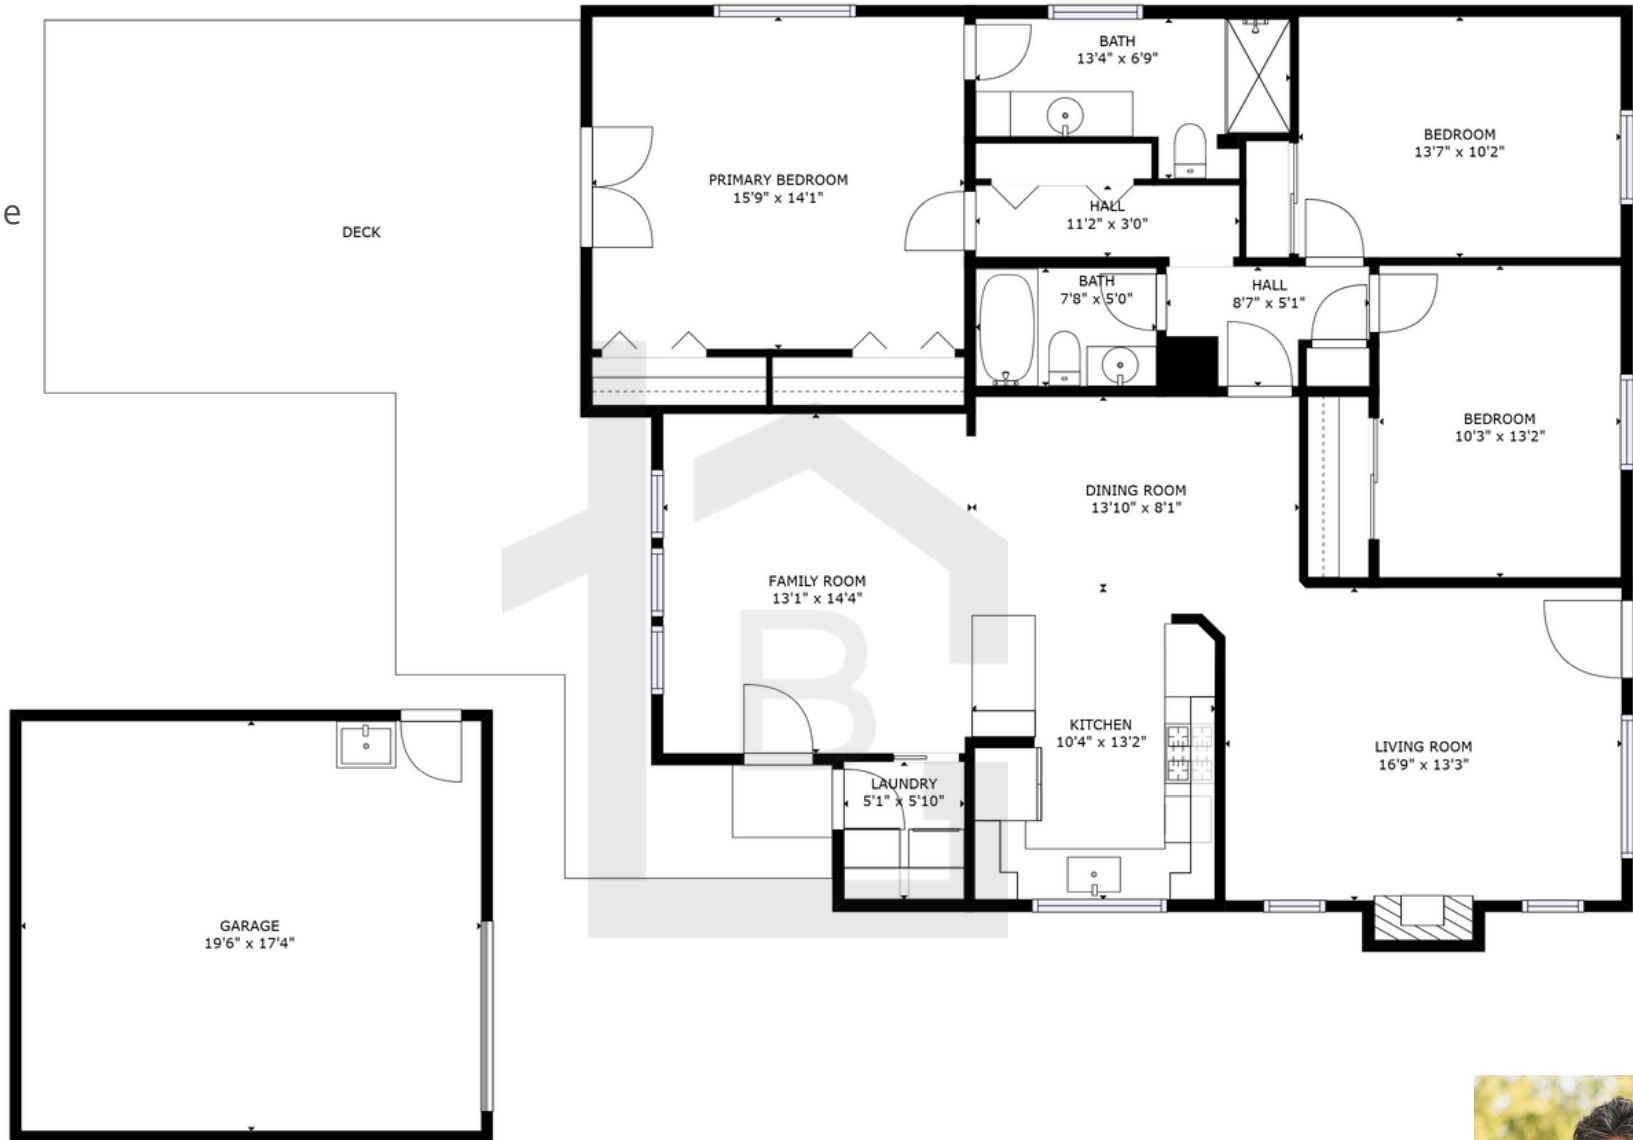 e
DECK
PRIMARY BEDROOM
15'9" x 14'1"
BATH
13'4" x 6'9"
BEDROOM
13'7" x 10'2"
HALL
11'2" x 3'0"
BATH
7'8" x 5'0"
HALL
8'7" x 5'1"
BEDROOM
10'3" x 13'2"
DINING ROOM
13'10" x 8'1"
FAMILY ROOM
13'1" x 14'4"
KITCHEN
10'4" x 13'2"
LIVING ROOM
16'9" x 13'3"
LAUNDRY
5'1" x 5'10"
GARAGE
19'6" x 17'4"
B